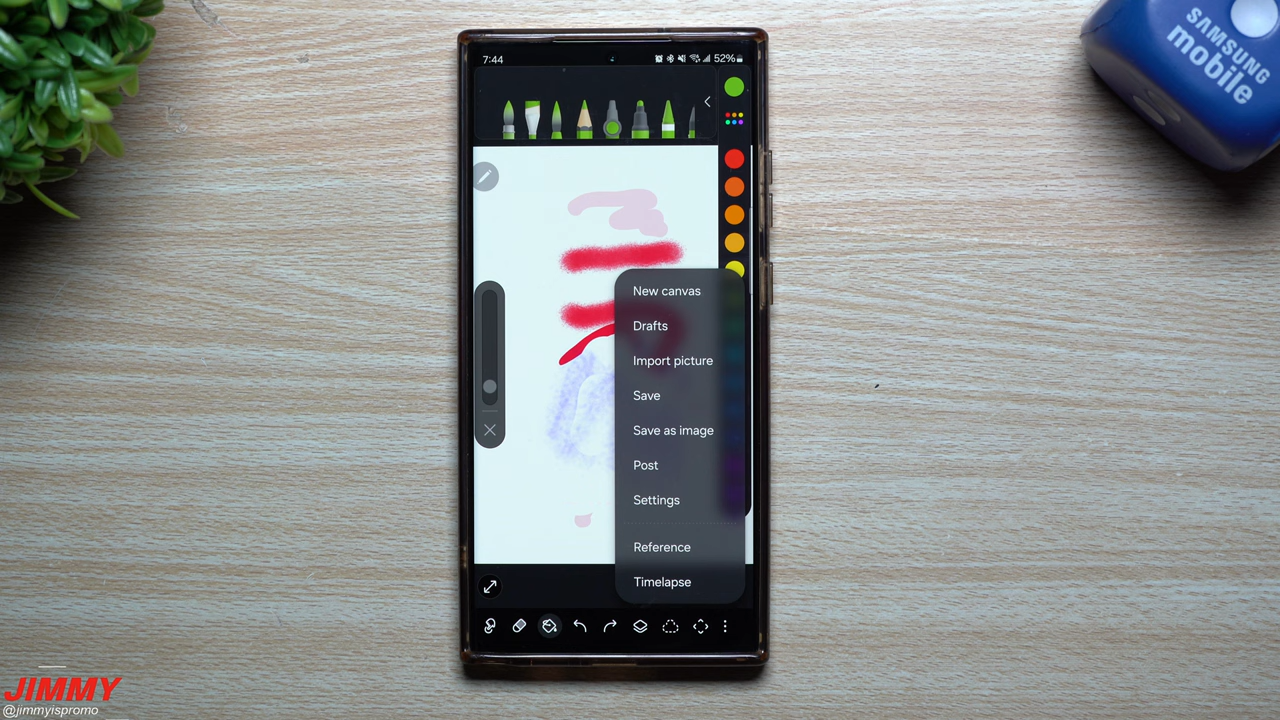 SAMSUNG
mobile
7:44
52%
New canvas
Drafts
Import picture
Save
Save as image
Post
Settings
Reference
Timelapse
JIMMY
@jimmyispromo